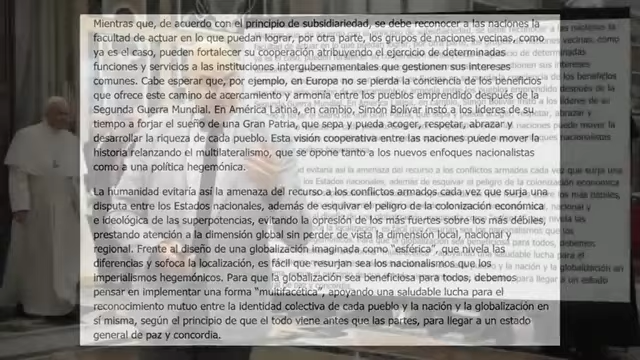 Mientras que, de acuerdo con el principio de subsidiariedad, se debe reconocer a las naciones la
facultad de actuar en lo que puedan lograr, por otra parte, los grupos de naciones vecinas, como
ya es el caso, pueden fortalecer su cooperación atribuyendo el ejercicio de determinadas
funciones y servicios a las instituciones intergubernamentales que gestionen sus intereses
comunes. Cabe esperar que, por ejemplo, en Europa no se pierda la conciencia de los beneficios
que ofrece este camino de acercamiento y armonía entre los pueblos emprendido después de la
Segunda Guerra Mundial. En América Latina, en cambio, Simón Bolívar instó a los líderes de su
tiempo a forjar el sueño de una Gran Patria, que sepa y pueda acoger, respetar, abrazar y
desarrollar la riqueza de cada pueblo. Esta visión cooperativa entre las naciones puede mover la
historia relanzando el multilateralismo, que se opone tanto a los nuevos enfoques nacionalistas
como a una política hegemónica.
La humanidad evitaría así la amenaza del recurso a los conflictos armados cada vez que surja una
disputa entre los Estados nacionales, además de esquivar el peligro de la colonización económica
e ideológica de las superpotencias, evitando la opresión de los más fuertes sobre los más débiles,
prestando atención a la dimensión global sin perder de vista la dimensión local, nacional y
regional. Frente al diseño de una globalización imaginada como “esférica”, que nivela las
diferencias y sofoca la localización, es fácil que resurjan sea los nacionalismos que los
imperialismos hegemónicos. Para que la globalización sea beneficiosa para todos, debemos
pensar en implementar una forma “multifacética”, apoyando una saludable lucha para el
reconocimiento mutuo entre la identidad colectiva de cada pueblo y la nación y la globalización en
sí misma, según el principio de que el todo viene antes que las partes, para llegar a un estado
general de paz y concordia.